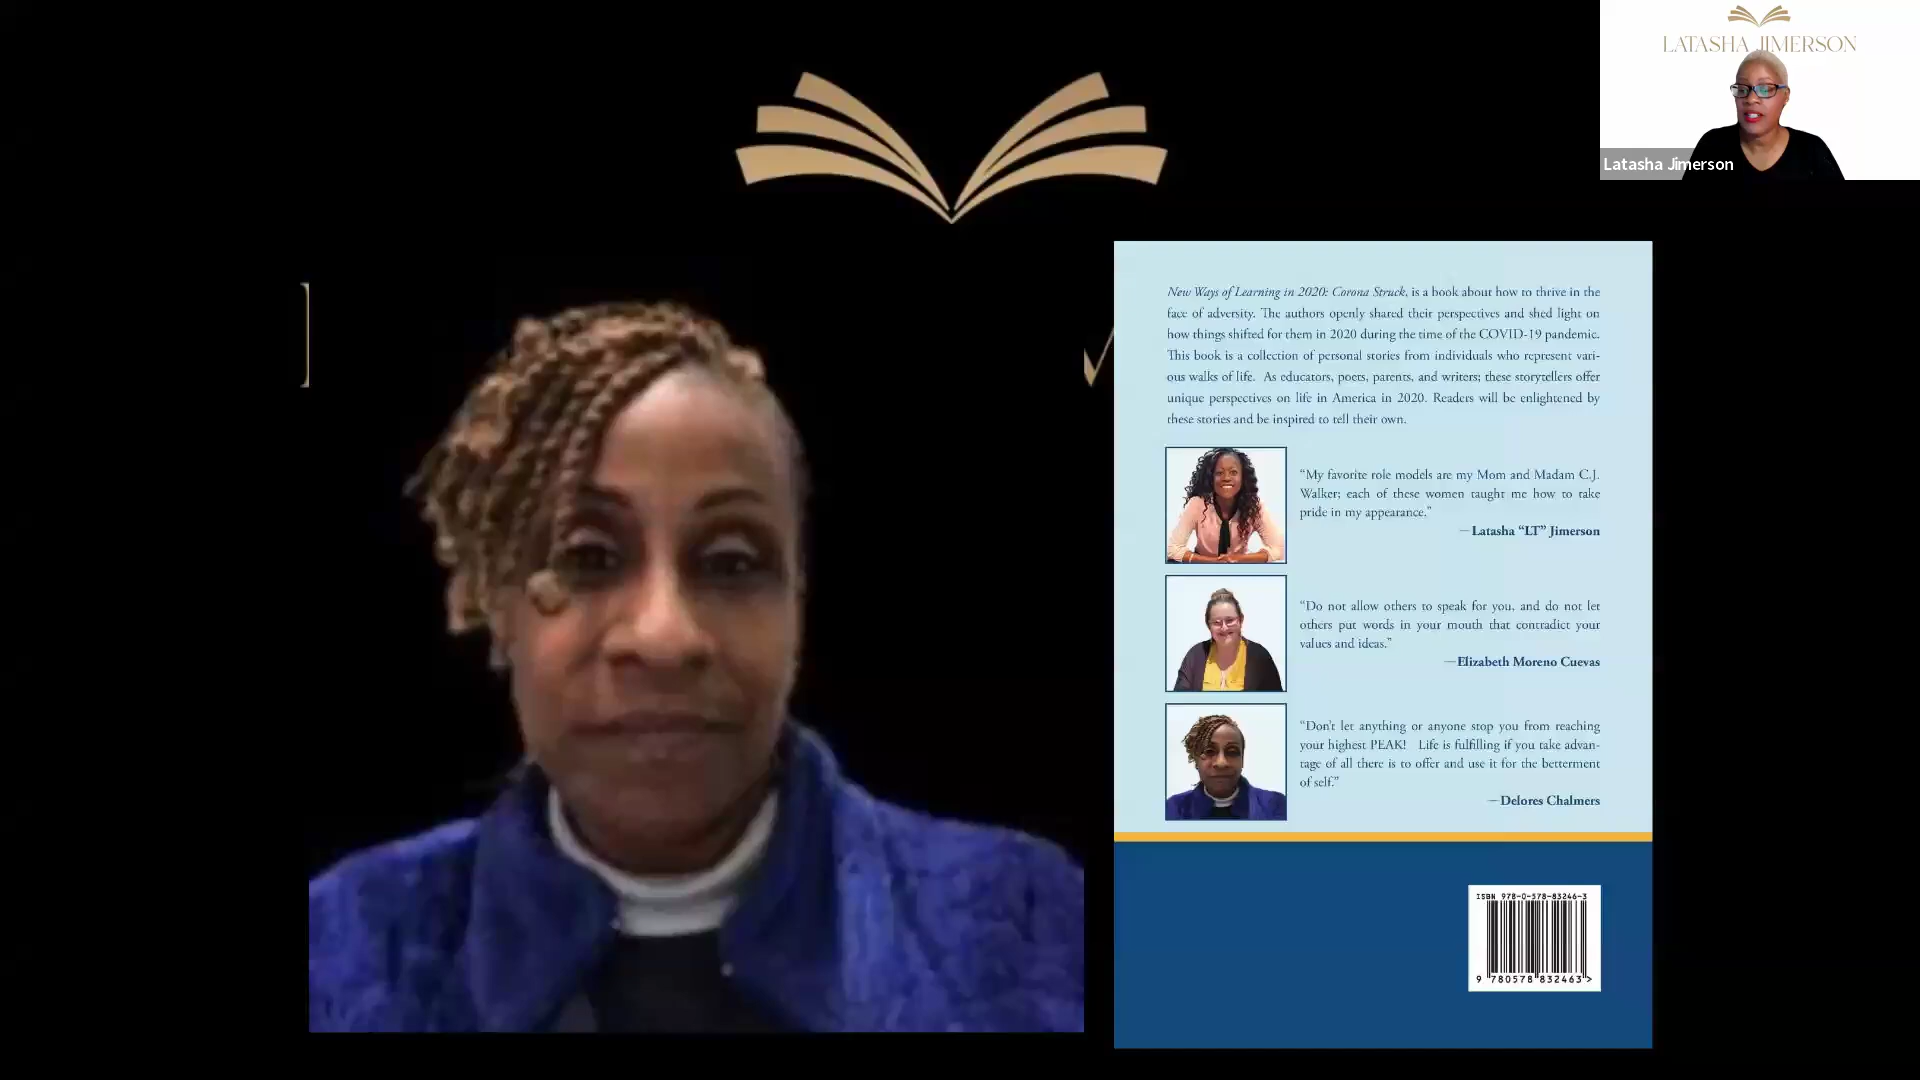 LATASHA JIMERSON
Latasha Jimerson
New Ways of Learning in 2020: Corona Struck, is a book about how to thrive in the
face of adversity. The authors openly shared their perspectives and shed light on
how things shifted for them in 2020 during the time of the COVID-19 pandemic.
This book is a collection of personal stories from individuals who represent vari-
ous walks of life. As educators, poets, parents, and writers; these storytellers offer
unique perspectives on life in America in 2020. Readers will be enlightened by
these stories and be inspired to tell their own.
“My favorite role models are my Mom and Madam C.J.
Walker; each of these women taught me how to take
pride in my appearance.”
—Latasha “LT” Jimerson
“Do not allow others to speak for you, and do not let
others put words in your mouth that contradict your
values and ideas.”
—Elizabeth Moreno Cuevas
“Don't let anything or anyone stop you from reaching
your highest PEAK! Life is fulfilling if you take advan-
tage of all there is to offer and use it for the betterment
of self.”
—Delores Chalmers
ISBN 978-0-578-83246-3
9 780578 832463 >